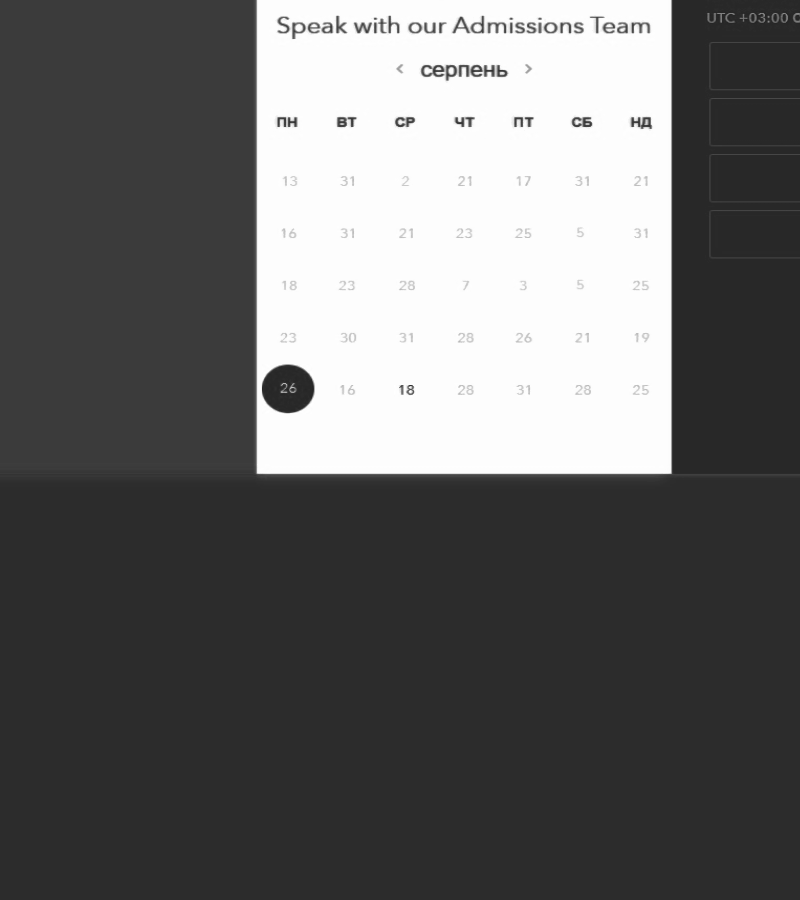 Speak with our Admissions Team
UTC +03:00
< серпень >
ПН ВТ СР ЧТ ПТ СБ НД
13 31 2 21 17 31 21
16 31 21 23 25 5 31
18 23 28 7 3 5 25
23 30 31 28 26 21 19
26 16 18 28 31 28 25